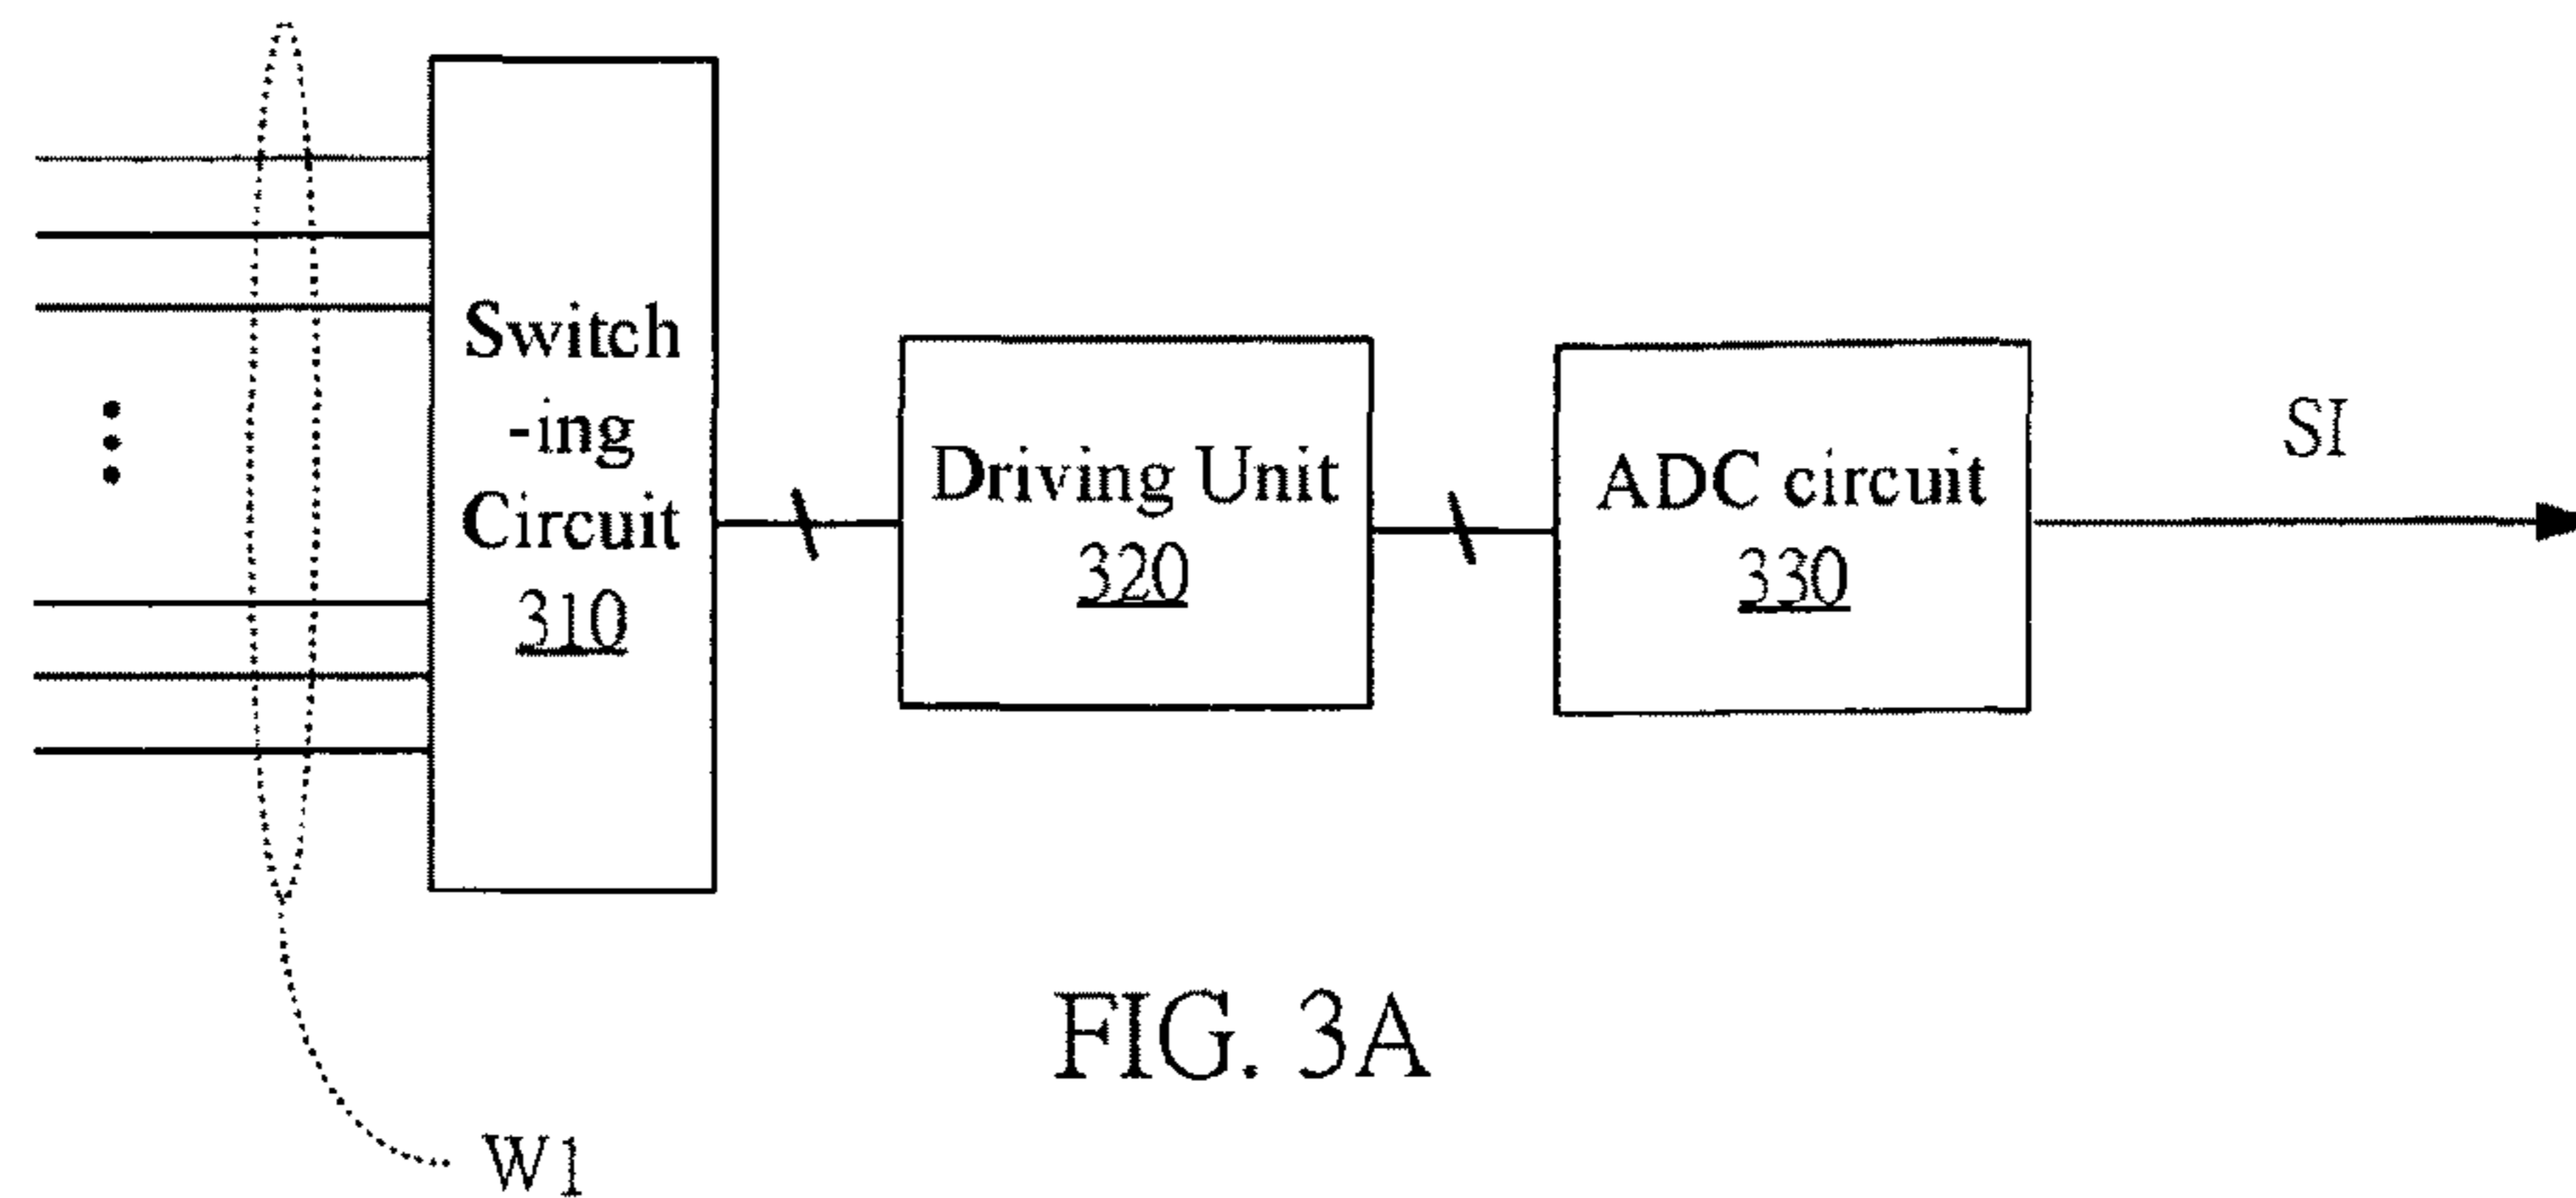 Switch
-ing
Circuit
310
Driving Unit
320
ADC circuit
330
SI
FIG. 3A
W1